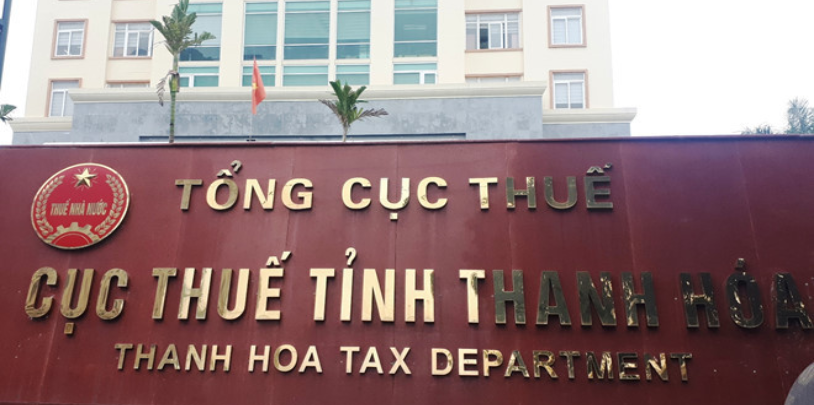 TỔNG CỤC THUẾ
THUẾ NHÀ NƯỚC
CỤC THUẾ TỈNH THANH HÓA
THANH HOA TAX DEPARTMENT